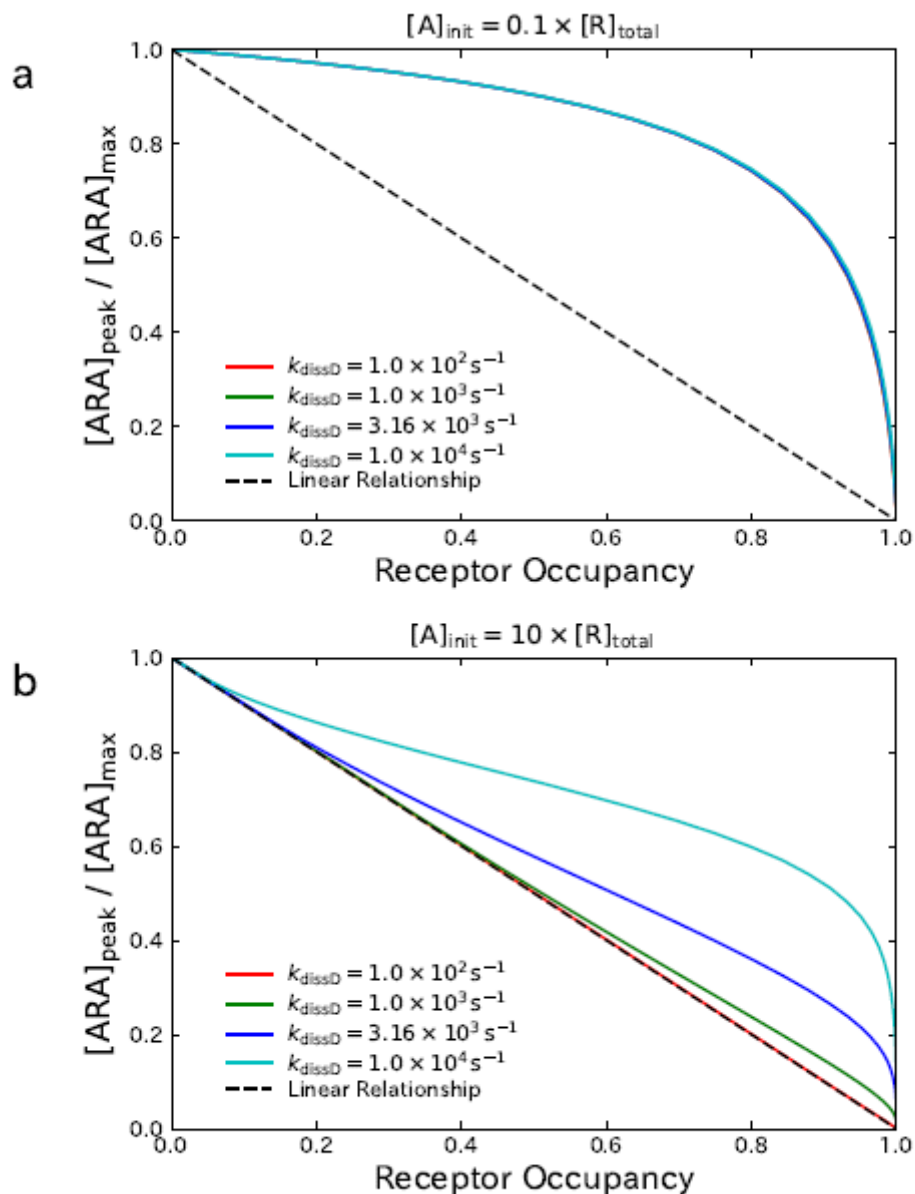 a
[A]init = 0.1 × [R]total
[ARA]peak / [ARA]max
1.0
0.8
0.6
0.4
0.2
0.0
kdissD = 1.0 × 10² s⁻¹
kdissD = 1.0 × 10³ s⁻¹
kdissD = 3.16 × 10³ s⁻¹
kdissD = 1.0 × 10⁴ s⁻¹
Linear Relationship
0.0 0.2 0.4 0.6 0.8 1.0
Receptor Occupancy
b
[A]init = 10 × [R]total
[ARA]peak / [ARA]max
1.0
0.8
0.6
0.4
0.2
0.0
kdissD = 1.0 × 10² s⁻¹
kdissD = 1.0 × 10³ s⁻¹
kdissD = 3.16 × 10³ s⁻¹
kdissD = 1.0 × 10⁴ s⁻¹
Linear Relationship
0.0 0.2 0.4 0.6 0.8 1.0
Receptor Occupancy